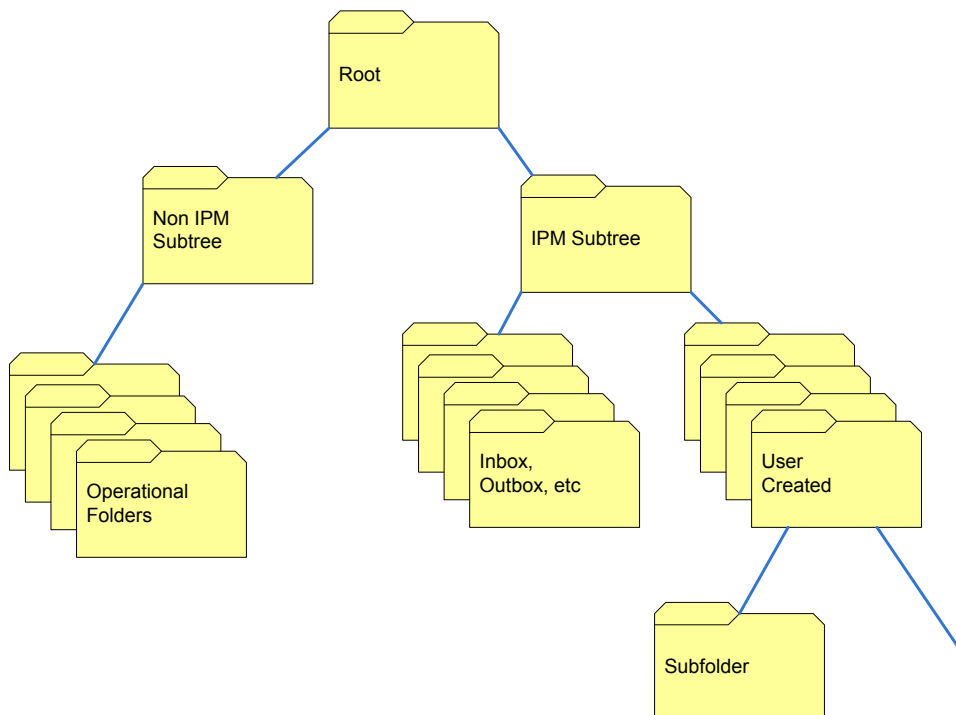 Root
Non IPM
Subtree
IPM Subtree
Operational
Folders
Inbox,
Outbox, etc
User
Created
Subfolder